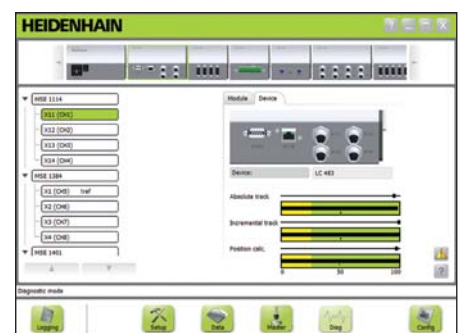 HEIDENHAIN
MSE 1114
X11 (CH1)
X12 (CH2)
X13 (CH3)
X14 (CH4)
MSE 1384
X1 (CH5) tref
X2 (CH6)
X3 (CH7)
X4 (CH8)
MSE 1401
Module Device
Device: LC 483
Absolute track
Incremental track
Position calc.
0 50 100
?
Diagnostic mode
Logging Setup Data Master Diag Config